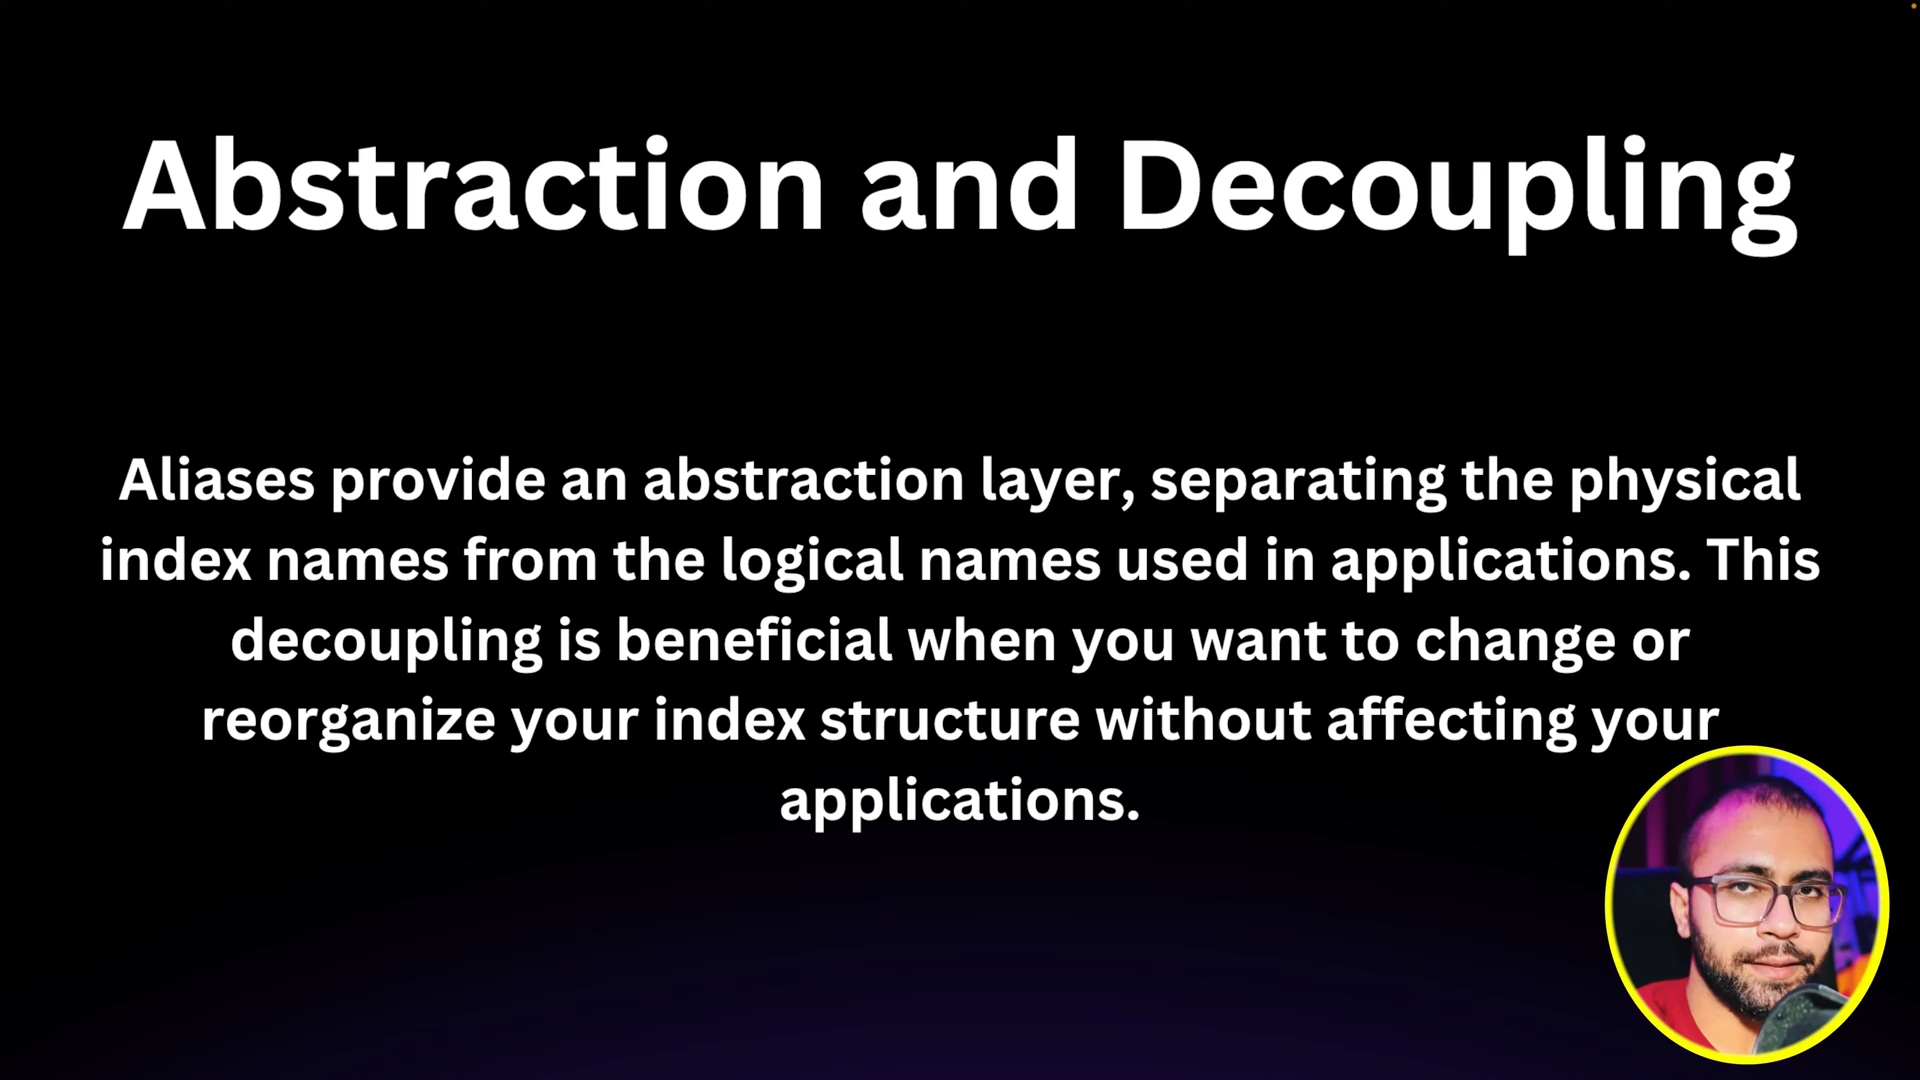 Abstraction and Decoupling
Aliases provide an abstraction layer, separating the physical
index names from the logical names used in applications. This
decoupling is beneficial when you want to change or
reorganize your index structure without affecting your
applications.